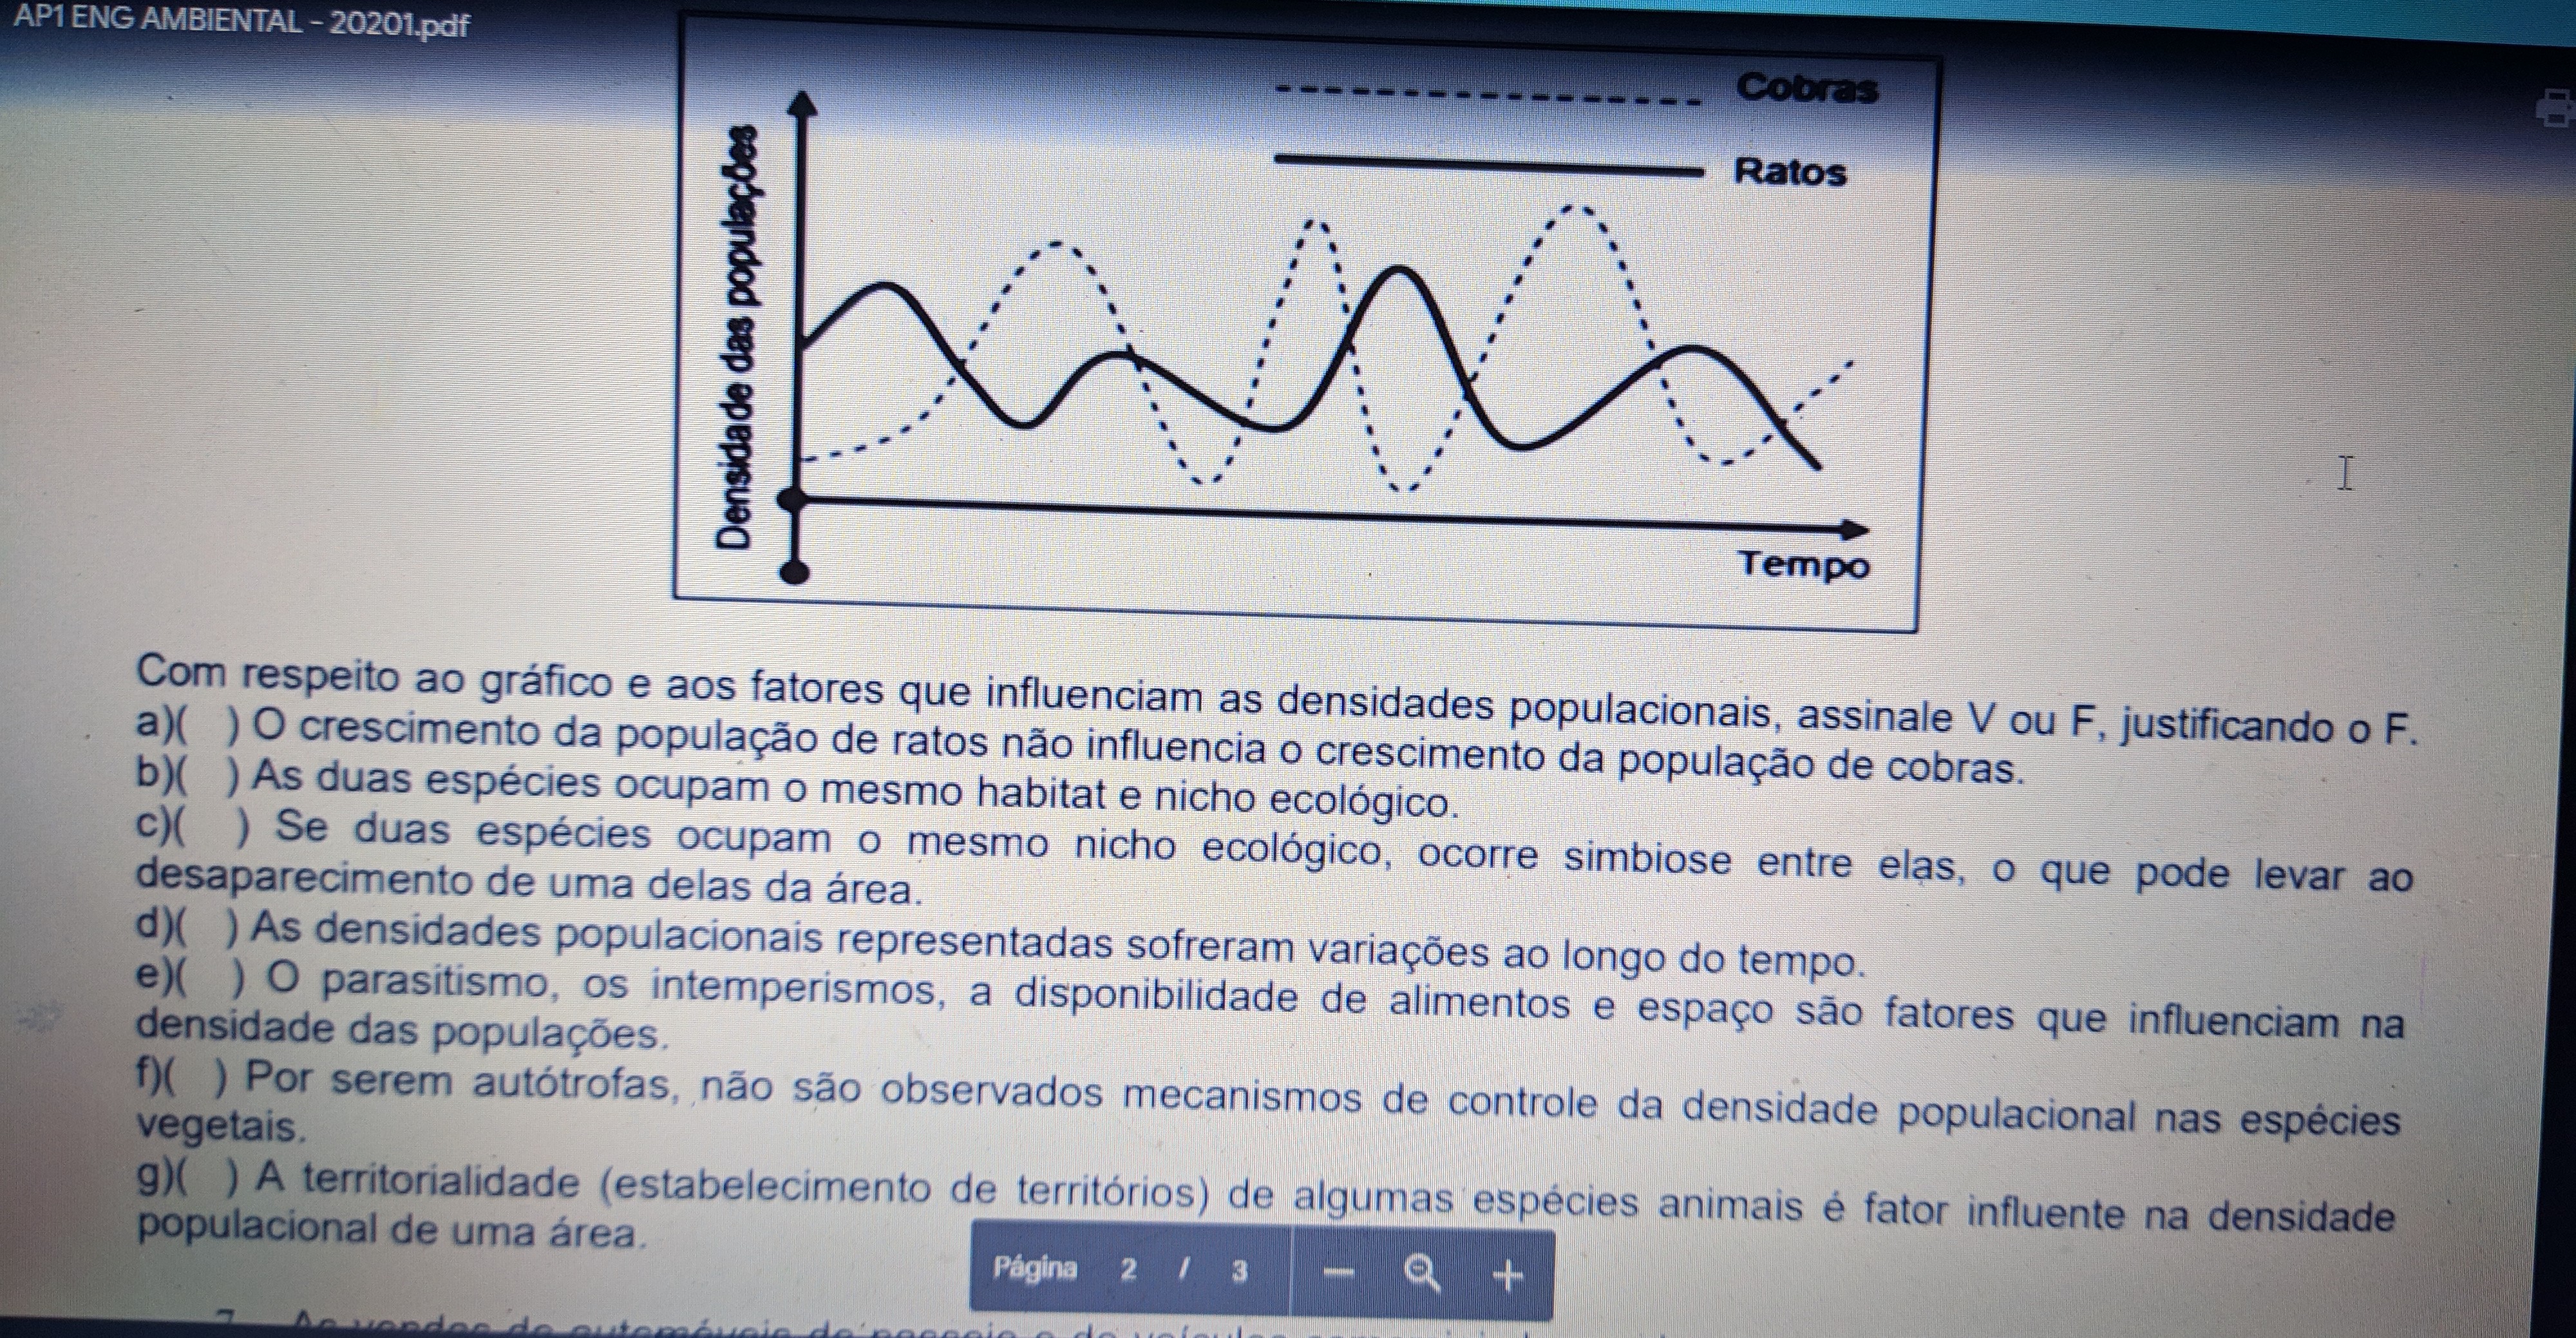 AP1 ENG AMBIENTAL - 20201.pdf
Cobras
Ratos
Densidade das populações
Tempo
Com respeito ao gráfico e aos fatores que influenciam as densidades populacionais, assinale V ou F, justificando o F.
a)( ) O crescimento da população de ratos não influencia o crescimento da população de cobras.
b)( ) As duas espécies ocupam o mesmo habitat e nicho ecológico.
c)( ) Se duas espécies ocupam o mesmo nicho ecológico, ocorre simbiose entre elas, o que pode levar ao
desaparecimento de uma delas da área.
d)( ) As densidades populacionais representadas sofreram variações ao longo do tempo.
e)( ) O parasitismo, os intemperismos, a disponibilidade de alimentos e espaço são fatores que influenciam na
densidade das populações.
f)( ) Por serem autótrofas, não são observados mecanismos de controle da densidade populacional nas espécies
vegetais.
g)( ) A territorialidade (estabelecimento de territórios) de algumas espécies animais é fator influente na densidade
populacional de uma área.
Página 2 / 3